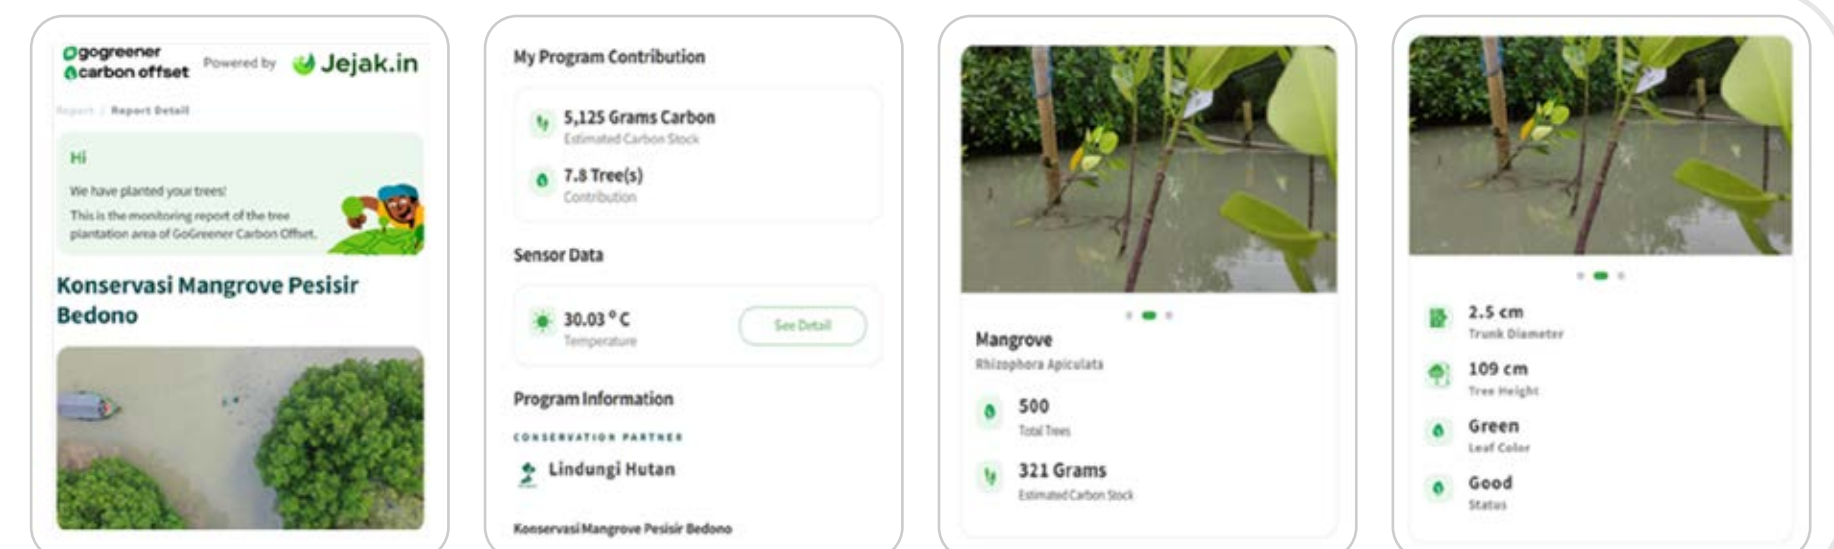 gogreener
carbon offset
Powered by
Jejak.in
Report / Report Detail
Hi
We have planted your trees!
This is the monitoring report of the tree
plantation area of GoGreener Carbon Offset.
Konservasi Mangrove Pesisir
Bedono
My Program Contribution
5,125 Grams Carbon
Estimated Carbon Stock
7.8 Tree(s)
Contribution
Sensor Data
30.03 ° C
Temperature
See Detail
Program Information
CONSERVATION PARTNER
Lindungi Hutan
Konservasi Mangrove Pesisir Bedono
Mangrove
Rhizophora Apiculata
500
Total Trees
321 Grams
Estimated Carbon Stock
2.5 cm
Trunk Diameter
109 cm
Tree Height
Green
Leaf Color
Good
Status